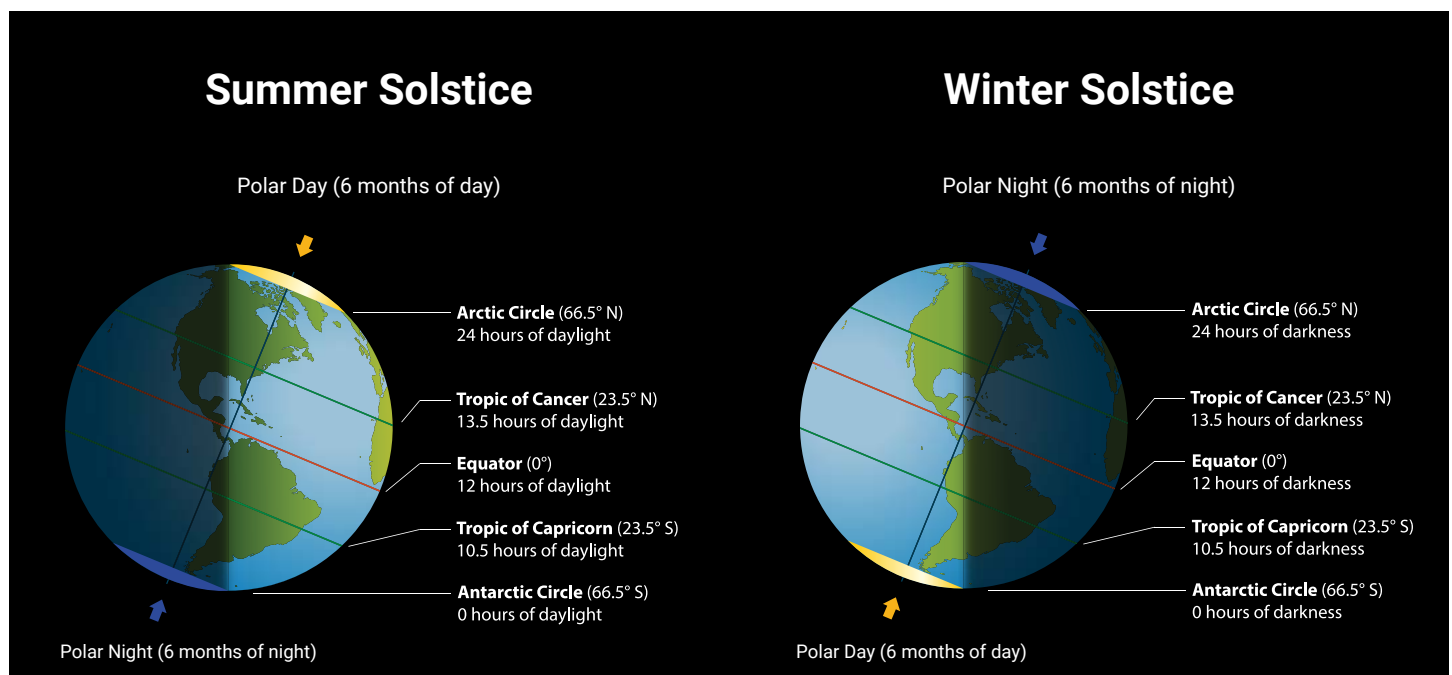 Summer Solstice
Polar Day (6 months of day)
Arctic Circle (66.5° N)
24 hours of daylight
Tropic of Cancer (23.5° N)
13.5 hours of daylight
Equator (0°)
12 hours of daylight
Tropic of Capricorn (23.5° S)
10.5 hours of daylight
Antarctic Circle (66.5° S)
0 hours of daylight
Polar Night (6 months of night)
Winter Solstice
Polar Night (6 months of night)
Arctic Circle (66.5° N)
24 hours of darkness
Tropic of Cancer (23.5° N)
13.5 hours of darkness
Equator (0°)
12 hours of darkness
Tropic of Capricorn (23.5° S)
10.5 hours of darkness
Antarctic Circle (66.5° S)
0 hours of darkness
Polar Day (6 months of day)